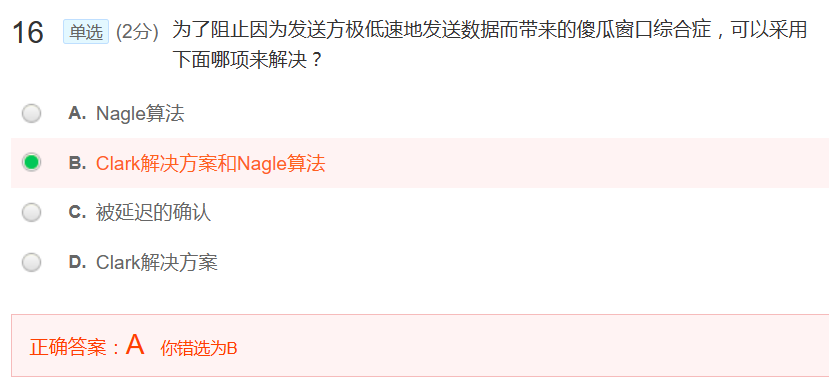 16 单选 (2分) 为了阻止因为发送方极低速地发送数据而带来的傻瓜窗口综合症，可以采用
下面哪项来解决？
A. Nagle算法
B. Clark解决方案和Nagle算法
C. 被延迟的确认
D. Clark解决方案
正确答案：A 你错选为B